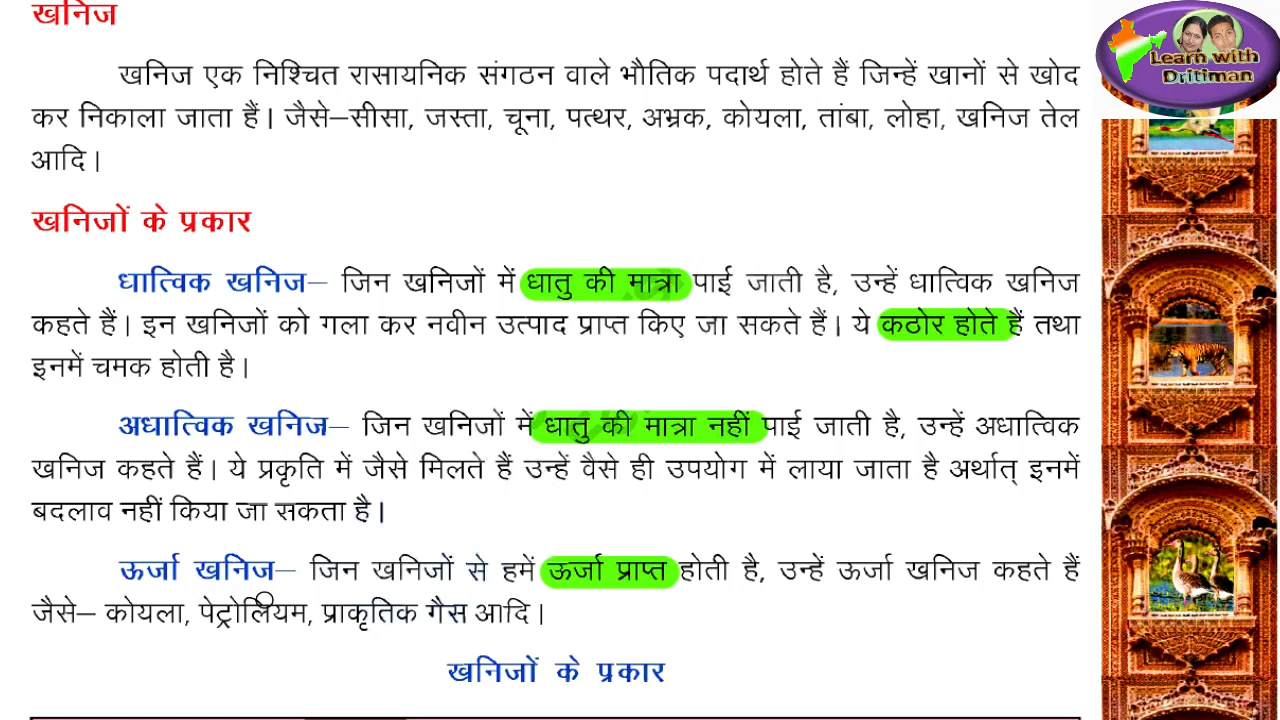 खनिज
Learn with
Dritiman
खनिज एक निश्चित रासायनिक संगठन वाले भौतिक पदार्थ होते हैं जिन्हें खानों से खोद
कर निकाला जाता हैं। जैसे–सीसा, जस्ता, चूना, पत्थर, अभ्रक, कोयला, तांबा, लोहा, खनिज तेल
आदि।
खनिजों के प्रकार
धात्विक खनिज– जिन खनिजों में धातु की मात्रा पाई जाती है, उन्हें धात्विक खनिज
कहते हैं। इन खनिजों को गला कर नवीन उत्पाद प्राप्त किए जा सकते हैं। ये कठोर होते हैं तथा
इनमें चमक होती है।
अधात्विक खनिज– जिन खनिजों में धातु की मात्रा नहीं पाई जाती है, उन्हें अधात्विक
खनिज कहते हैं। ये प्रकृति में जैसे मिलते हैं उन्हें वैसे ही उपयोग में लाया जाता है अर्थात् इनमें
बदलाव नहीं किया जा सकता है।
ऊर्जा खनिज– जिन खनिजों से हमें ऊर्जा प्राप्त होती है, उन्हें ऊर्जा खनिज कहते हैं
जैसे– कोयला, पेट्रोलियम, प्राकृतिक गैस आदि।
खनिजों के प्रकार